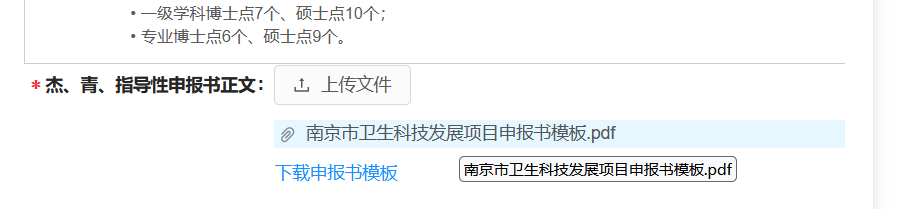 • 一级学科博士点7个、硕士点10个；
• 专业博士点6个、硕士点9个。
* 杰、青、指导性申报书正文： 上传文件
南京市卫生科技发展项目申报书模板.pdf
下载申报书模板 南京市卫生科技发展项目申报书模板.pdf